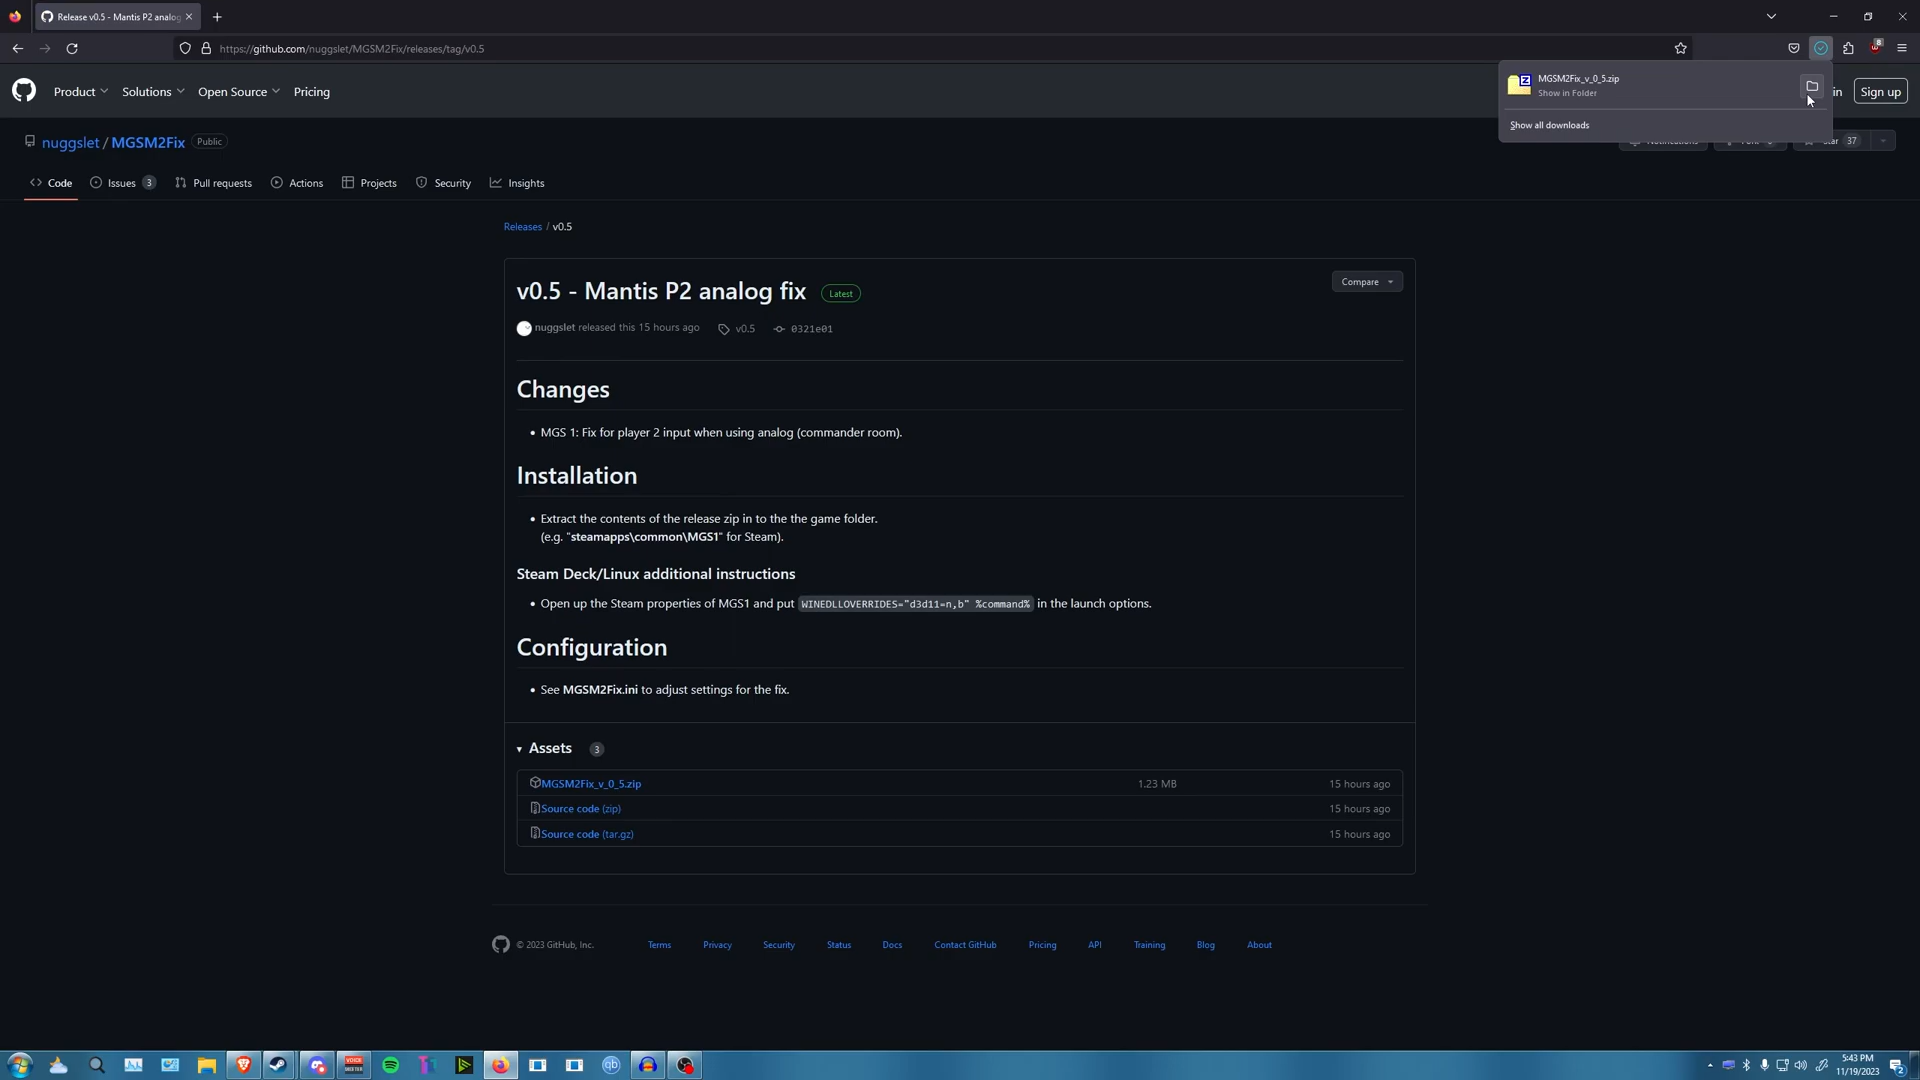 Release v0.5 - Mantis P2 analog
https://github.com/nuggslet/MGSM2Fix/releases/tag/v0.5
8
MGSM2Fix_v_0_5.zip
Show in Folder
Show all downloads
Product
Solutions
Open Source
Pricing
in
Sign up
nuggslet / MGSM2Fix
Public
37
Code
Issues 3
Pull requests
Actions
Projects
Security
Insights
Releases / v0.5
v0.5 - Mantis P2 analog fix
Latest
Compare
nuggslet released this 15 hours ago
v0.5
0321e01
Changes
• MGS 1: Fix for player 2 input when using analog (commander room).
Installation
• Extract the contents of the release zip in to the the game folder.
(e.g. "steamapps\common\MGS1" for Steam).
Steam Deck/Linux additional instructions
• Open up the Steam properties of MGS1 and put WINEDLLOVERRIDES="d3d11=n,b" %command% in the launch options.
Configuration
• See MGSM2Fix.ini to adjust settings for the fix.
Assets 3
MGSM2Fix_v_0_5.zip 1.23 MB 15 hours ago
Source code (zip) 15 hours ago
Source code (tar.gz) 15 hours ago
© 2023 GitHub, Inc.
Terms
Privacy
Security
Status
Docs
Contact GitHub
Pricing
API
Training
Blog
About
5:43 PM
11/19/2023
2